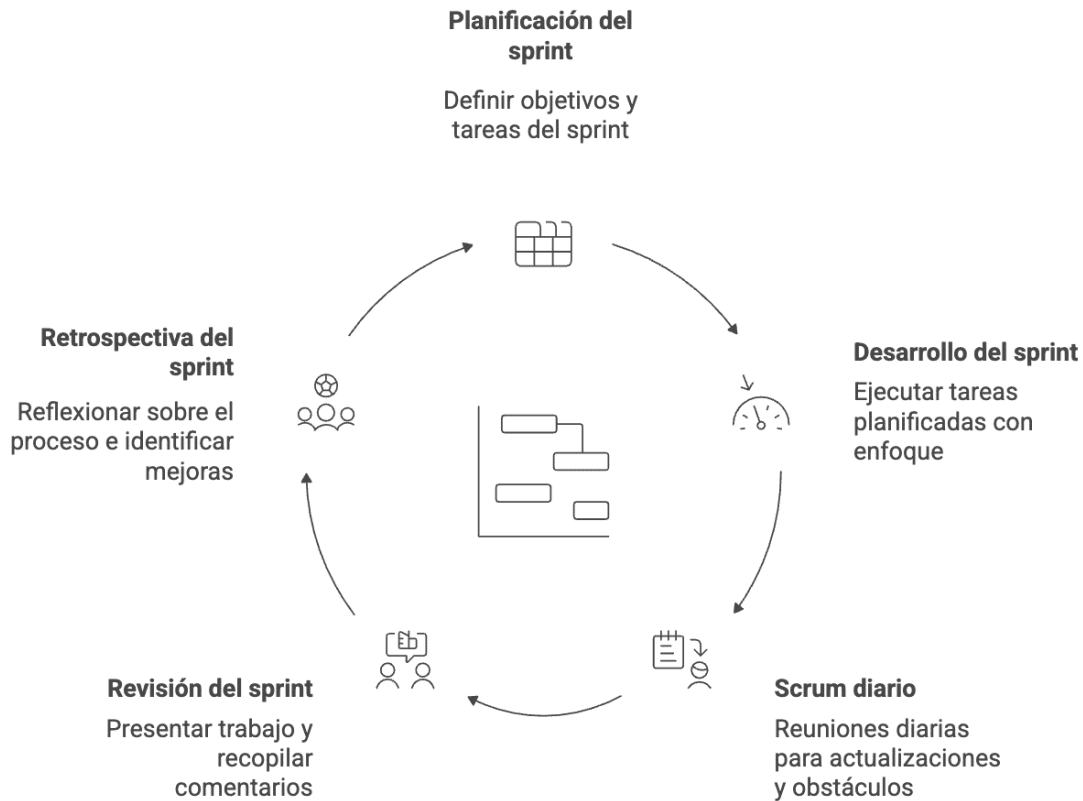 Planificación del
sprint
Definir objetivos y
tareas del sprint
Desarrollo del sprint
Ejecutar tareas
planificadas con
enfoque
Scrum diario
Reuniones diarias
para actualizaciones
y obstáculos
Revisión del sprint
Presentar trabajo y
recopilar
comentarios
Retrospectiva del
sprint
Reflexionar sobre el
proceso e identificar
mejoras